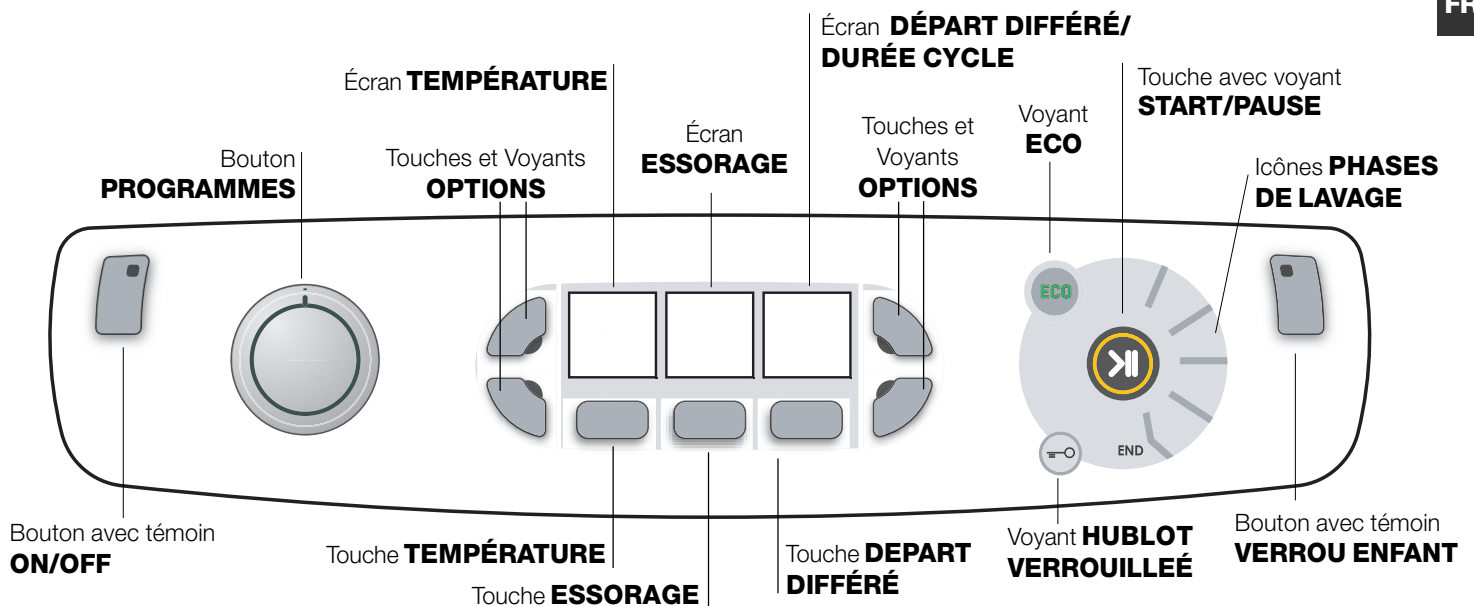 FR
Écran DÉPART DIFFÉRÉ/
DURÉE CYCLE
Écran TEMPÉRATURE
Touche avec voyant
START/PAUSE
Écran
ESSORAGE
Touches et
Voyants
OPTIONS
Voyant
ECO
Bouton
PROGRAMMES
Touches et Voyants
OPTIONS
Icônes PHASES
DE LAVAGE
ECO
END
Bouton avec témoin
ON/OFF
Touche TEMPÉRATURE
Touche ESSORAGE
Touche DEPART
DIFFÉRÉ
Voyant HUBLOT
VERROUILLEÉ
Bouton avec témoin
VERROU ENFANT